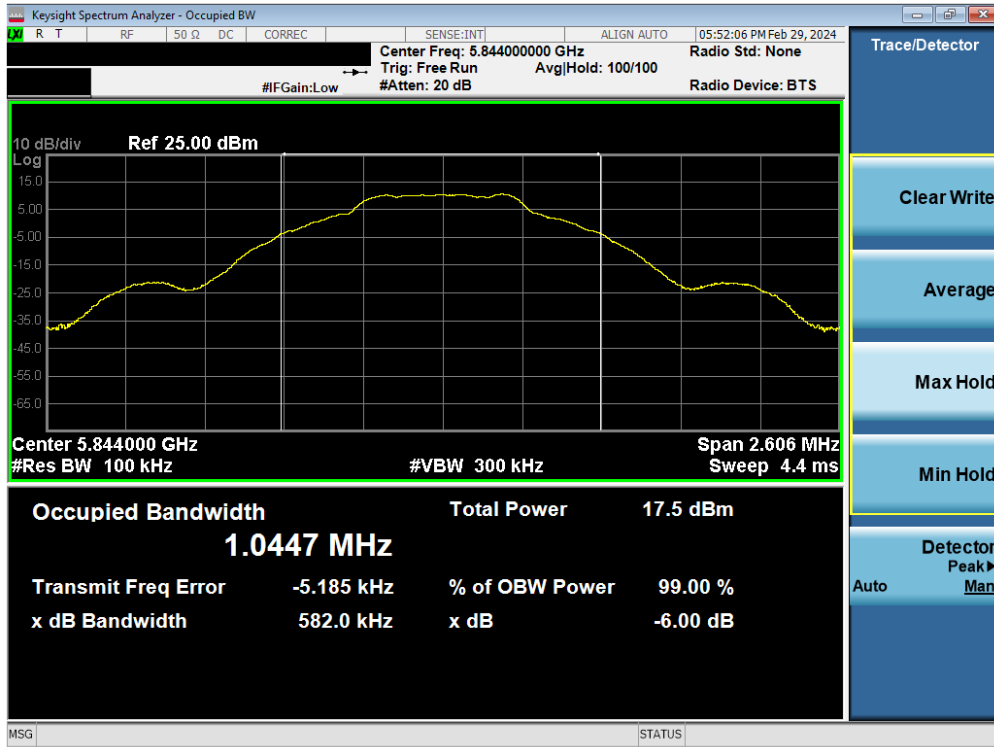 Keysight Spectrum Analyzer - Occupied BW
LXI R T RF 50 Ω DC CORREC SENSE:INT ALIGN AUTO 05:52:06 PM Feb 29, 2024
Center Freq: 5.844000000 GHz Radio Std: None
Trig: Free Run Avg|Hold: 100/100
#IFGain:Low #Atten: 20 dB Radio Device: BTS
10 dB/div Ref 25.00 dBm
Log
15.0
5.00
-5.00
-15.0
-25.0
-35.0
-45.0
-55.0
-65.0
Center 5.844000 GHz Span 2.606 MHz
#Res BW 100 kHz #VBW 300 kHz Sweep 4.4 ms
Occupied Bandwidth Total Power 17.5 dBm
1.0447 MHz
Transmit Freq Error -5.185 kHz % of OBW Power 99.00 %
x dB Bandwidth 582.0 kHz x dB -6.00 dB
MSG STATUS
Trace/Detector
Clear Write
Average
Max Hold
Min Hold
Detector
Peak▶
Auto Man